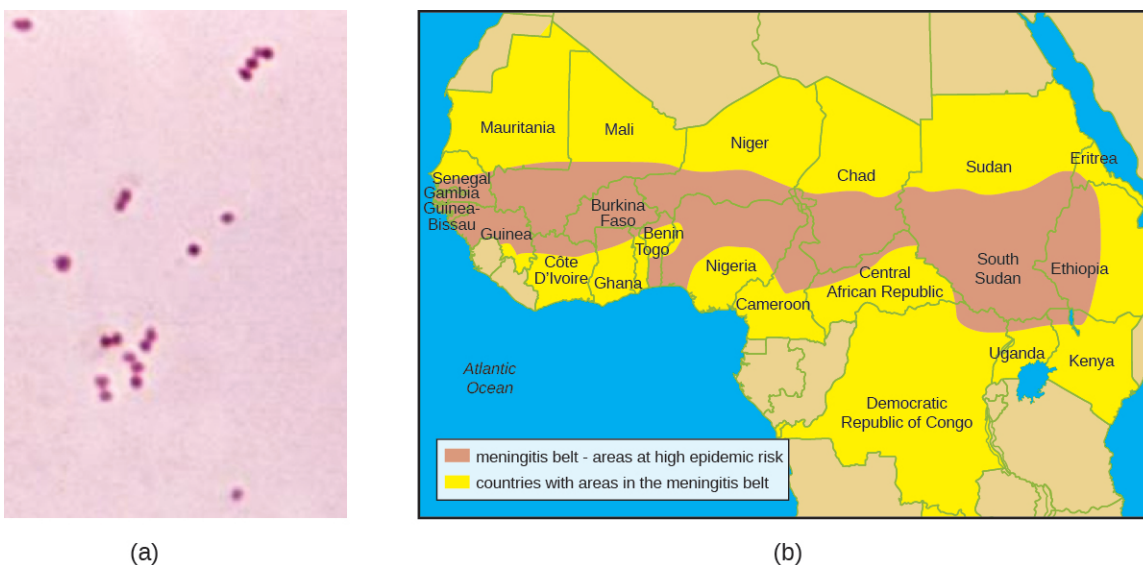 Mauritania
Mali
Niger
Chad
Sudan
Eritrea
Senegal
Gambia
Guinea-
Bissau
Guinea
Burkina
Faso
Benin
Togo
Côte
D'Ivoire
Ghana
Nigeria
Cameroon
Central
African Republic
South
Sudan
Ethiopia
Uganda
Kenya
Democratic
Republic of Congo
Atlantic
Ocean
meningitis belt - areas at high epidemic risk
countries with areas in the meningitis belt
(a)
(b)